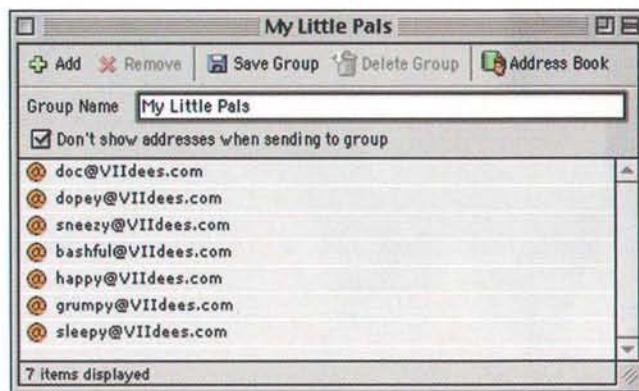 My Little Pals
Add Remove Save Group Delete Group Address Book
Group Name My Little Pals
Don't show addresses when sending to group
@ doc@VIIdees.com
@ dopey@VIIdees.com
@ sneezy@VIIdees.com
@ bashful@VIIdees.com
@ happy@VIIdees.com
@ grumpy@VIIdees.com
@ sleepy@VIIdees.com
7 items displayed